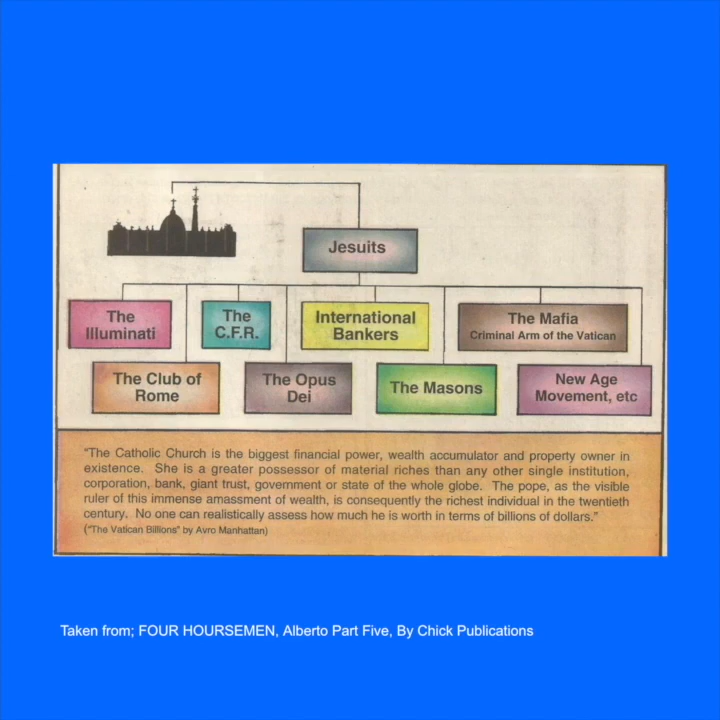 Jesuits
The
Illuminati
The
C.F.R.
International
Bankers
The Mafia
Criminal Arm of the Vatican
The Club of
Rome
The Opus
Dei
The Masons
New Age
Movement, etc
"The Catholic Church is the biggest financial power, wealth accumulator and property owner in
existence. She is a greater possessor of material riches than any other single institution,
corporation, bank, giant trust, government or state of the whole globe. The pope, as the visible
ruler of this immense amassment of wealth, is consequently the richest individual in the twentieth
century. No one can realistically assess how much he is worth in terms of billions of dollars."
("The Vatican Billions" by Avro Manhattan)
Taken from; FOUR HOURSEMEN, Alberto Part Five, By Chick Publications